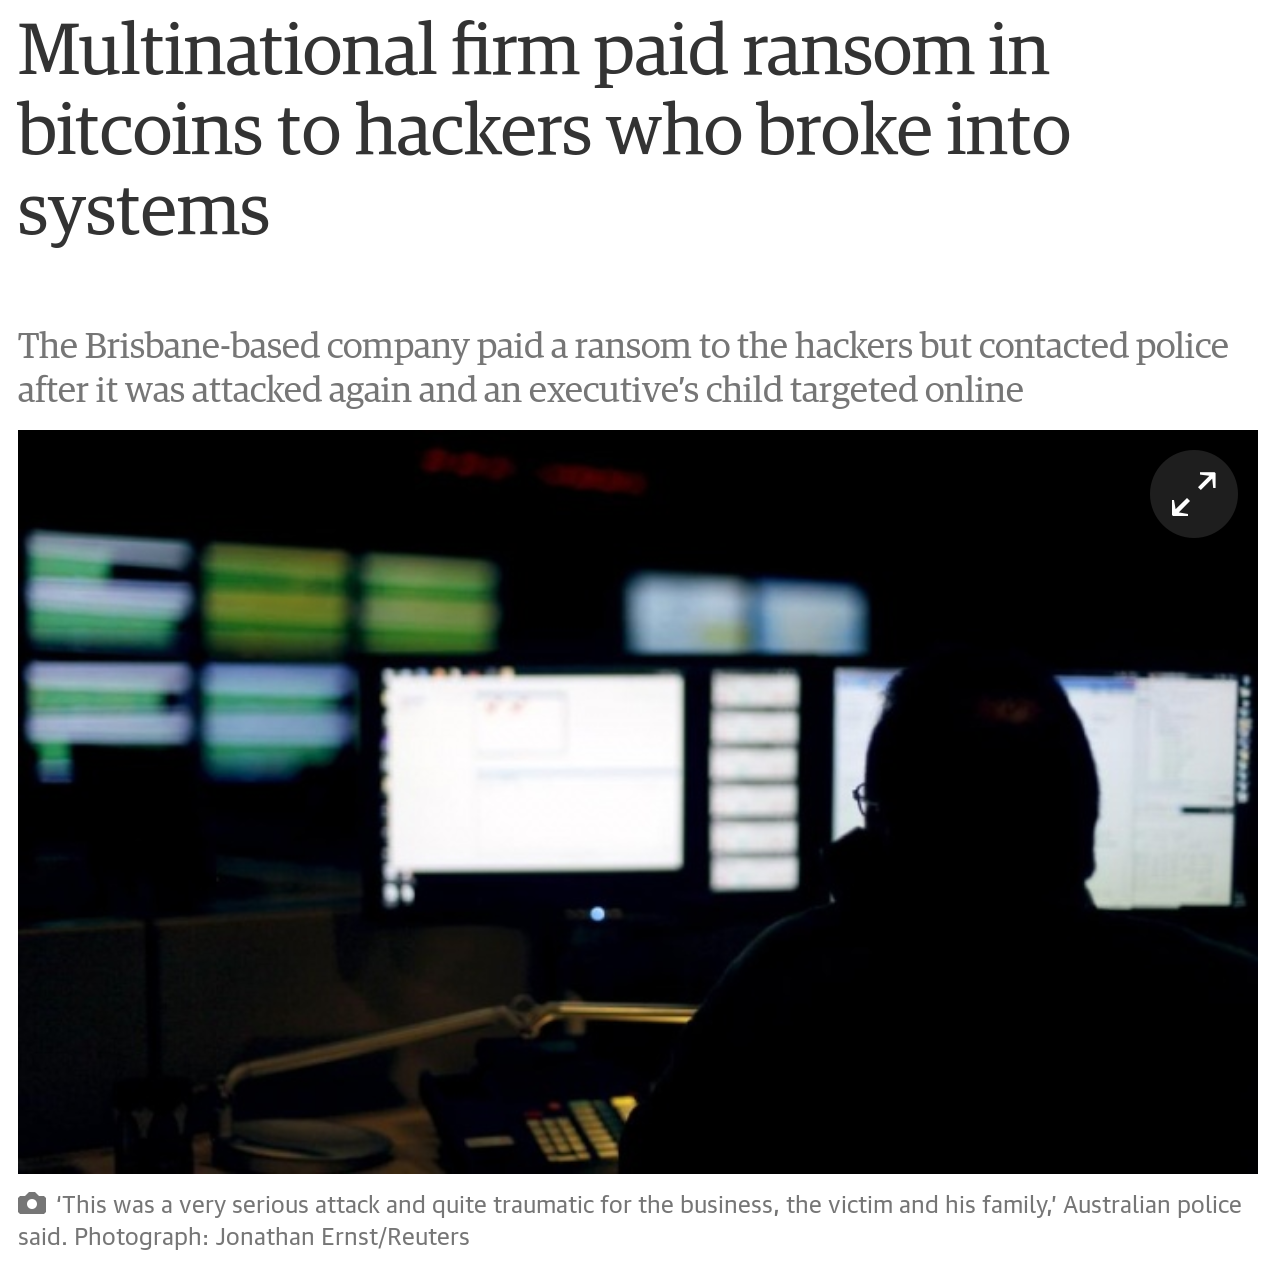 Multinational firm paid ransom in
bitcoins to hackers who broke into
systems
The Brisbane-based company paid a ransom to the hackers but contacted police
after it was attacked again and an executive’s child targeted online
‘This was a very serious attack and quite traumatic for the business, the victim and his family,’ Australian police
said. Photograph: Jonathan Ernst/Reuters